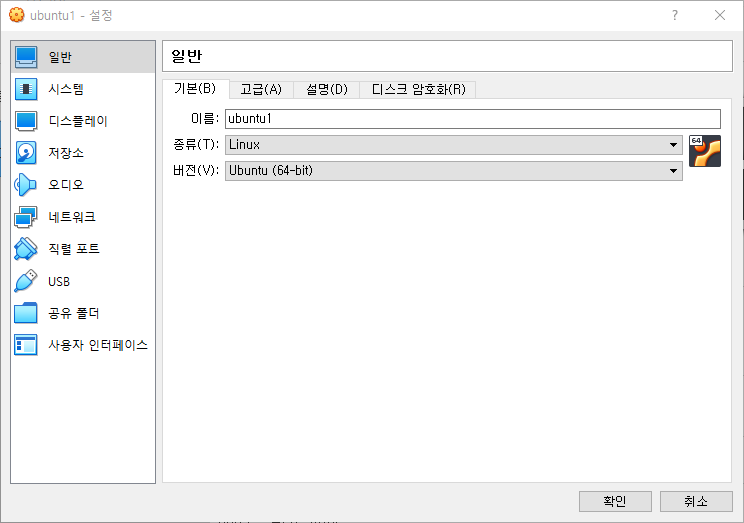 ubuntu1 - 설정
?
일반
시스템
디스플레이
저장소
오디오
네트워크
직렬 포트
USB
공유 폴더
사용자 인터페이스
일반
기본(B) 고급(A) 설명(D) 디스크 암호화(R)
이름: ubuntu1
종류(T): Linux
64
버전(V): Ubuntu (64-bit)
확인 취소